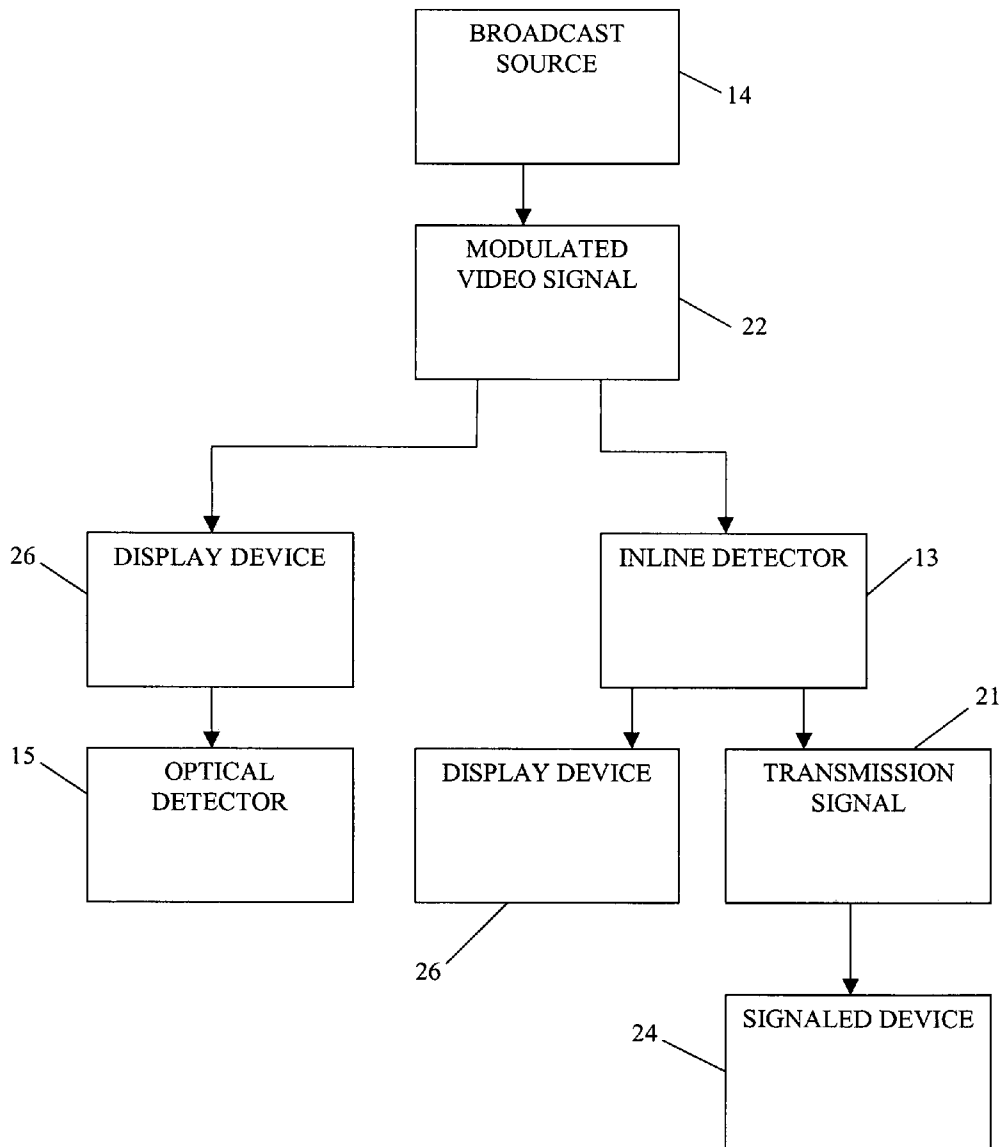 BROADCAST
SOURCE
14
MODULATED
VIDEO SIGNAL
22
26
DISPLAY DEVICE
INLINE DETECTOR
13
21
15
OPTICAL
DETECTOR
DISPLAY DEVICE
TRANSMISSION
SIGNAL
26
24
SIGNALED DEVICE